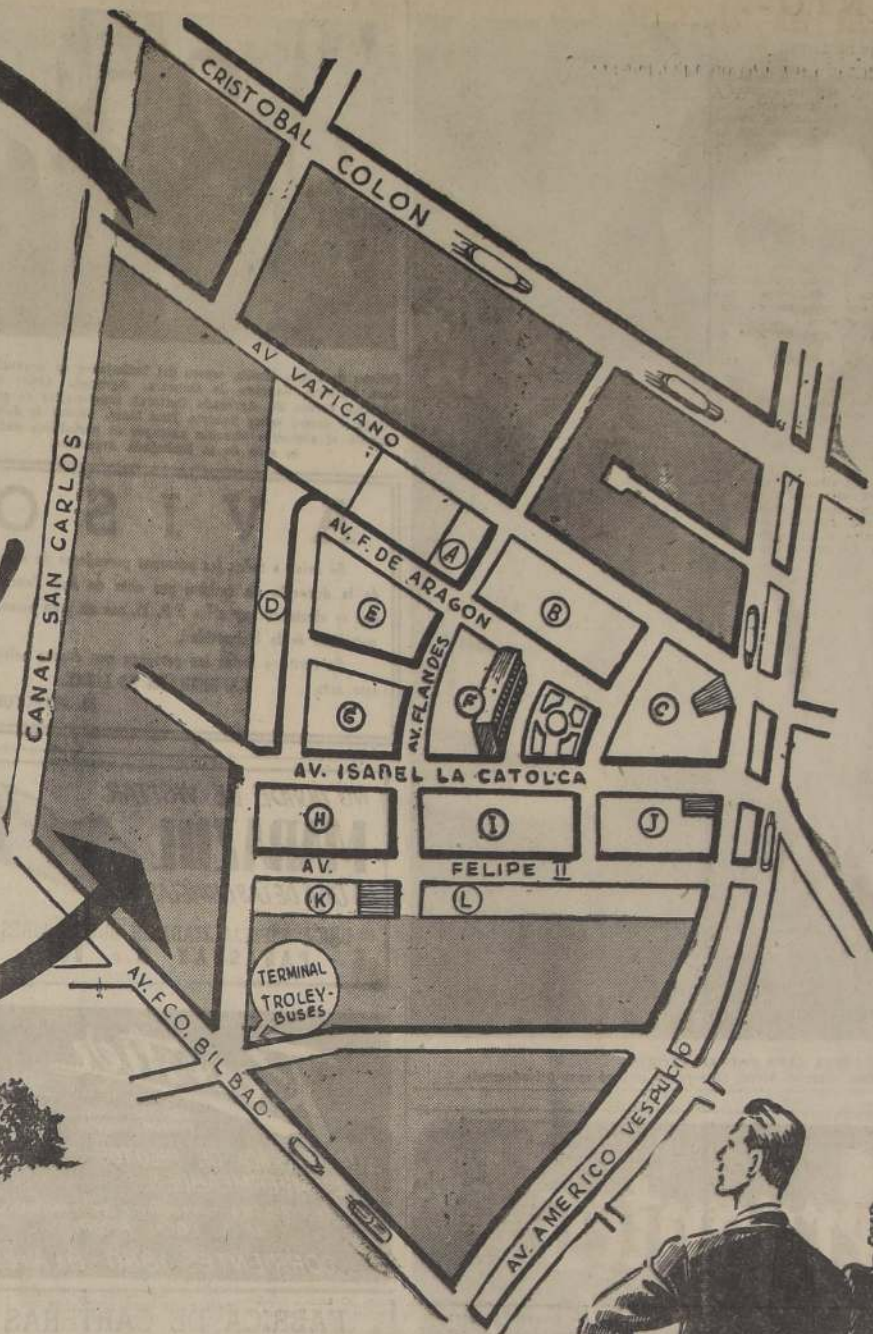 CRISTOBAL COLON
AV VATICANO
CANAL SAN CARLOS
AV. F. DE ARAGON
A
B
D
E
AV. FLANDES
F
C
G
AV. ISABEL LA CATOLCA
H
I
J
AV. FELIPE II
K
L
TERMINAL
TROLEY-
BUSES
AV. FCO. BILBAO
AV. AMERICO VESPUCIO